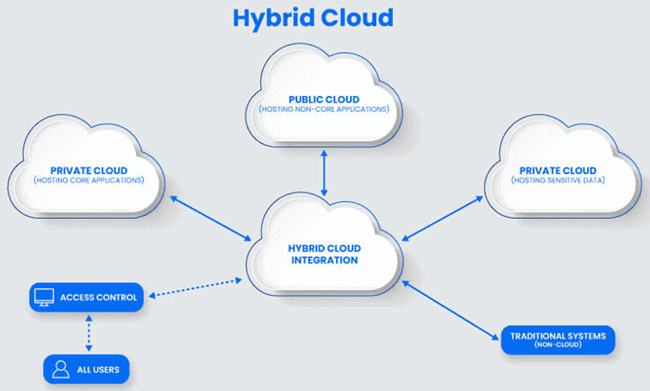 Hybrid Cloud
PUBLIC CLOUD
(HOSTING NON-CORE APPLICATIONS)
PRIVATE CLOUD
(HOSTING CORE APPLICATIONS)
PRIVATE CLOUD
(HOSTING SENSITIVE DATA)
HYBRID CLOUD
INTEGRATION
ACCESS CONTROL
TRADITIONAL SYSTEMS
(NON-CLOUD)
ALL USERS